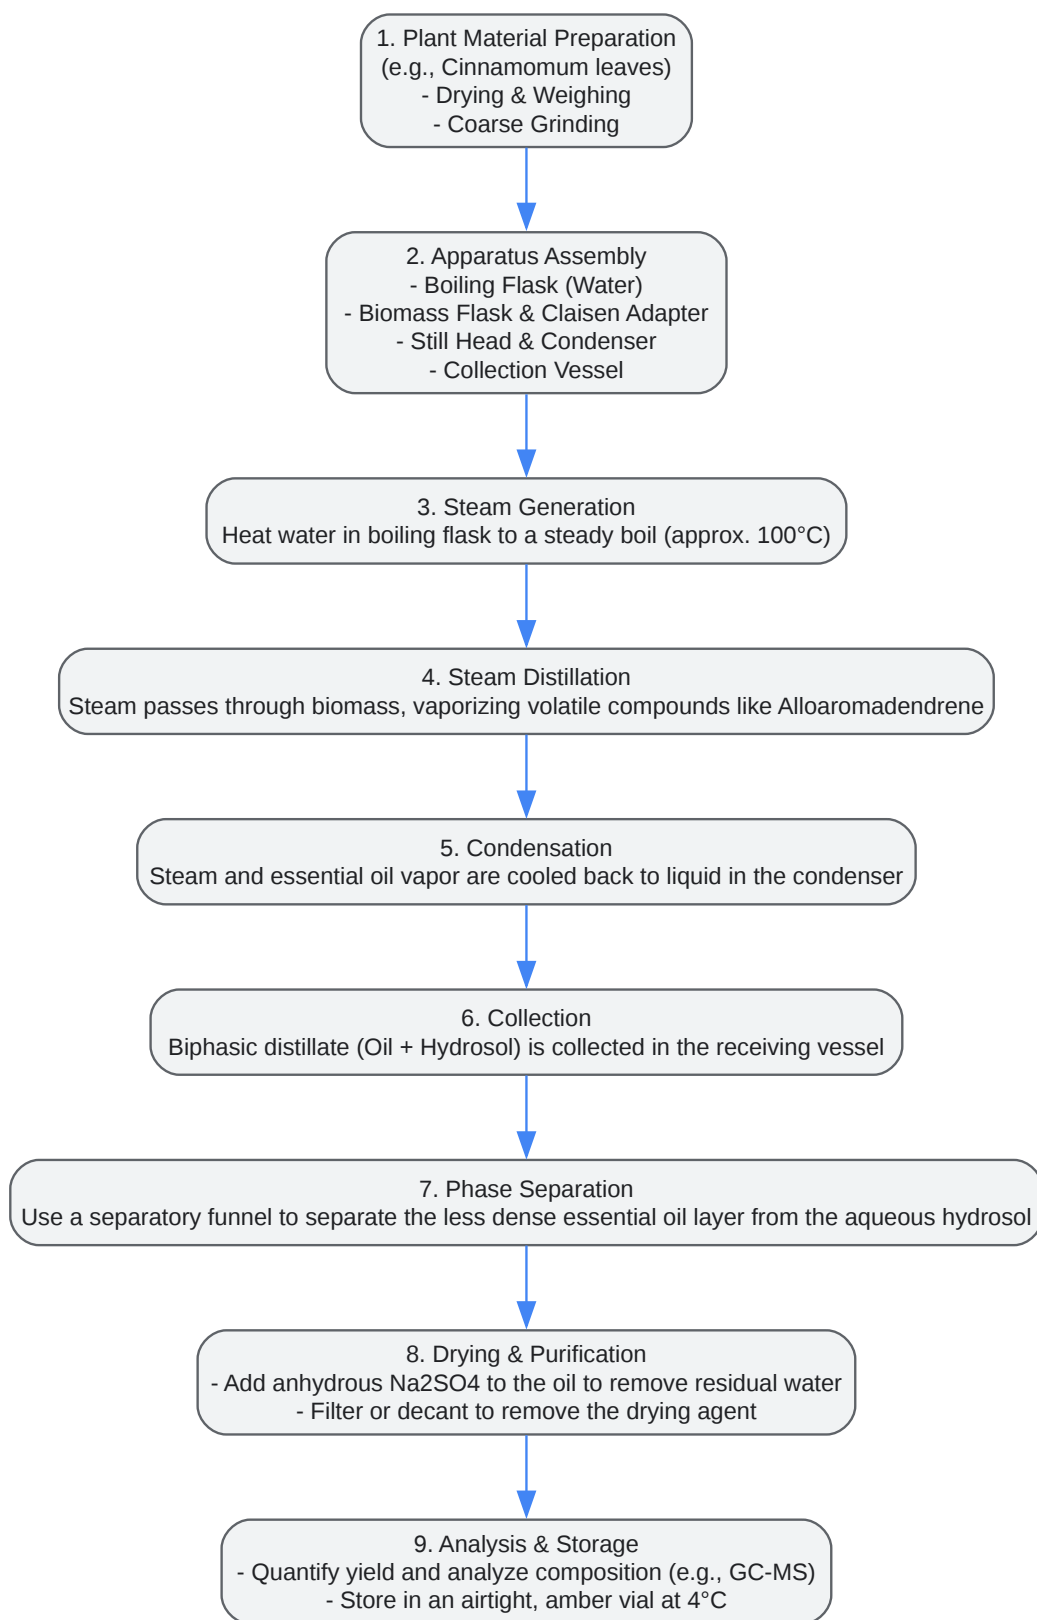 1. Plant Material Preparation
(e.g., Cinnamomum leaves)
- Drying & Weighing
- Coarse Grinding
2. Apparatus Assembly
- Boiling Flask (Water)
- Biomass Flask & Claisen Adapter
- Still Head & Condenser
- Collection Vessel
3. Steam Generation
Heat water in boiling flask to a steady boil (approx. 100°C)
4. Steam Distillation
Steam passes through biomass, vaporizing volatile compounds like Alloaromadendrene
5. Condensation
Steam and essential oil vapor are cooled back to liquid in the condenser
6. Collection
Biphasic distillate (Oil + Hydrosol) is collected in the receiving vessel
7. Phase Separation
Use a separatory funnel to separate the less dense essential oil layer from the aqueous hydrosol
8. Drying & Purification
- Add anhydrous Na2SO4 to the oil to remove residual water
- Filter or decant to remove the drying agent
9. Analysis & Storage
- Quantify yield and analyze composition (e.g., GC-MS)
- Store in an airtight, amber vial at 4°C